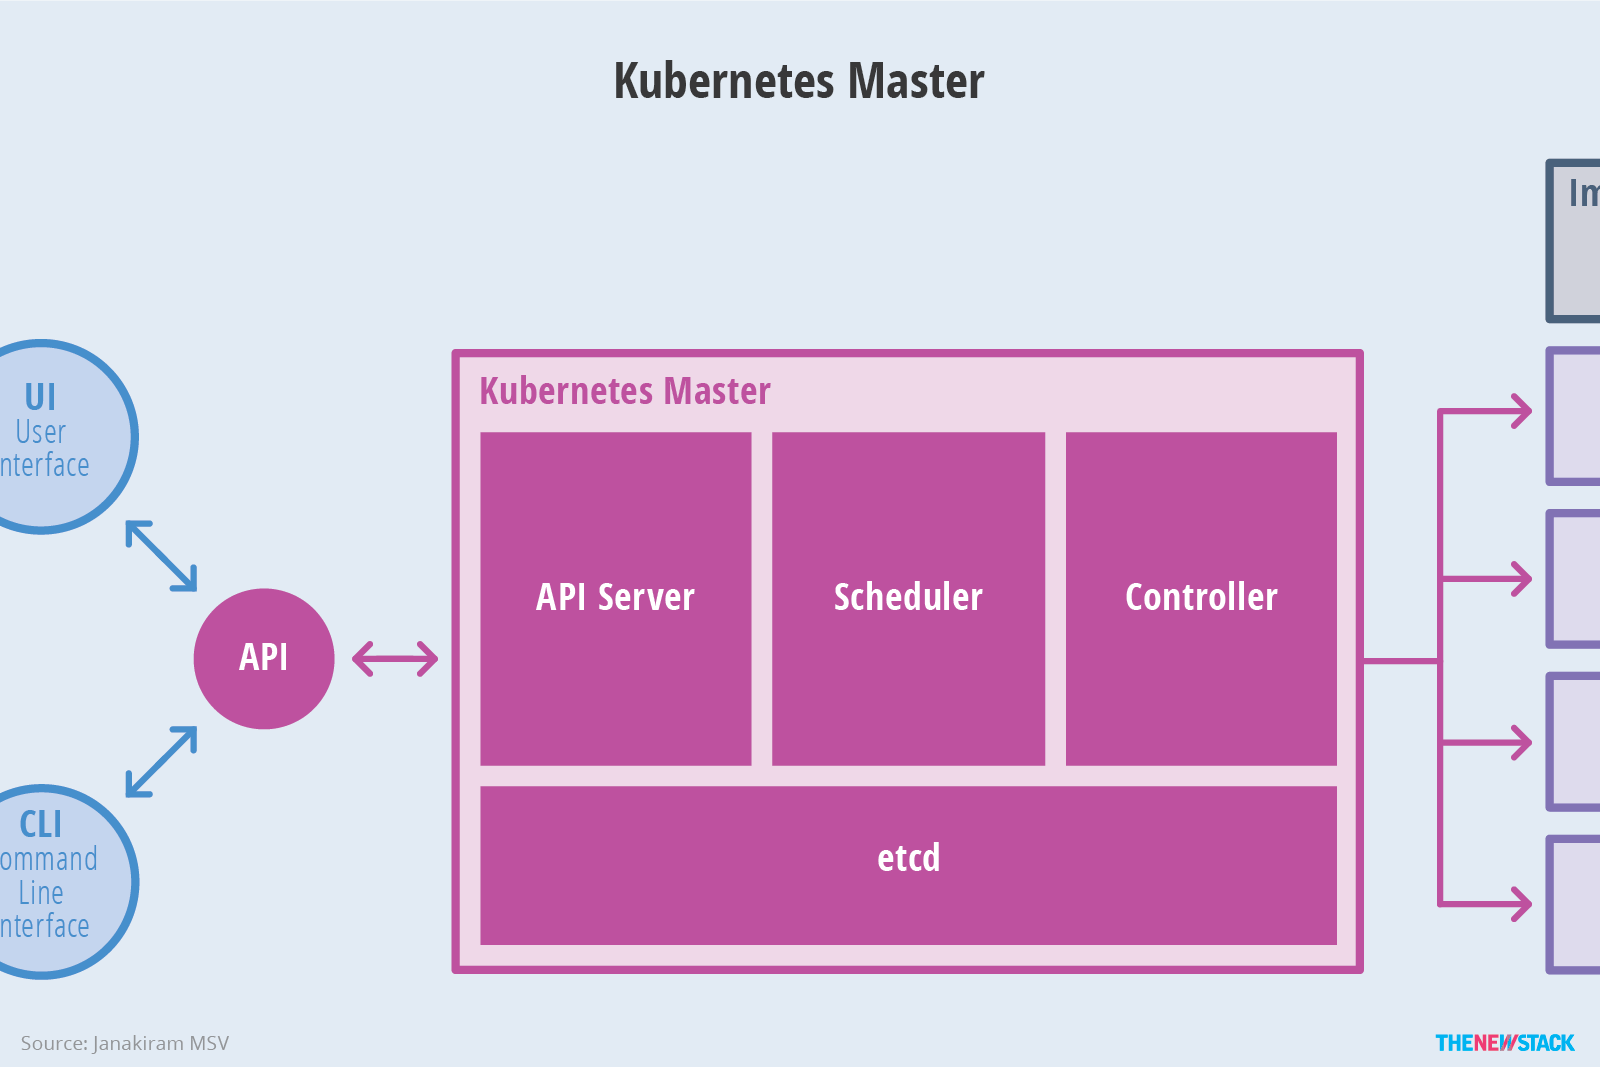 Kubernetes Master
Im
UI
User
nterface
Kubernetes Master
API Server
Scheduler
Controller
API
etcd
CLI
ommand
Line
nterface
Source: Janakiram MSV
THENEWSTACK